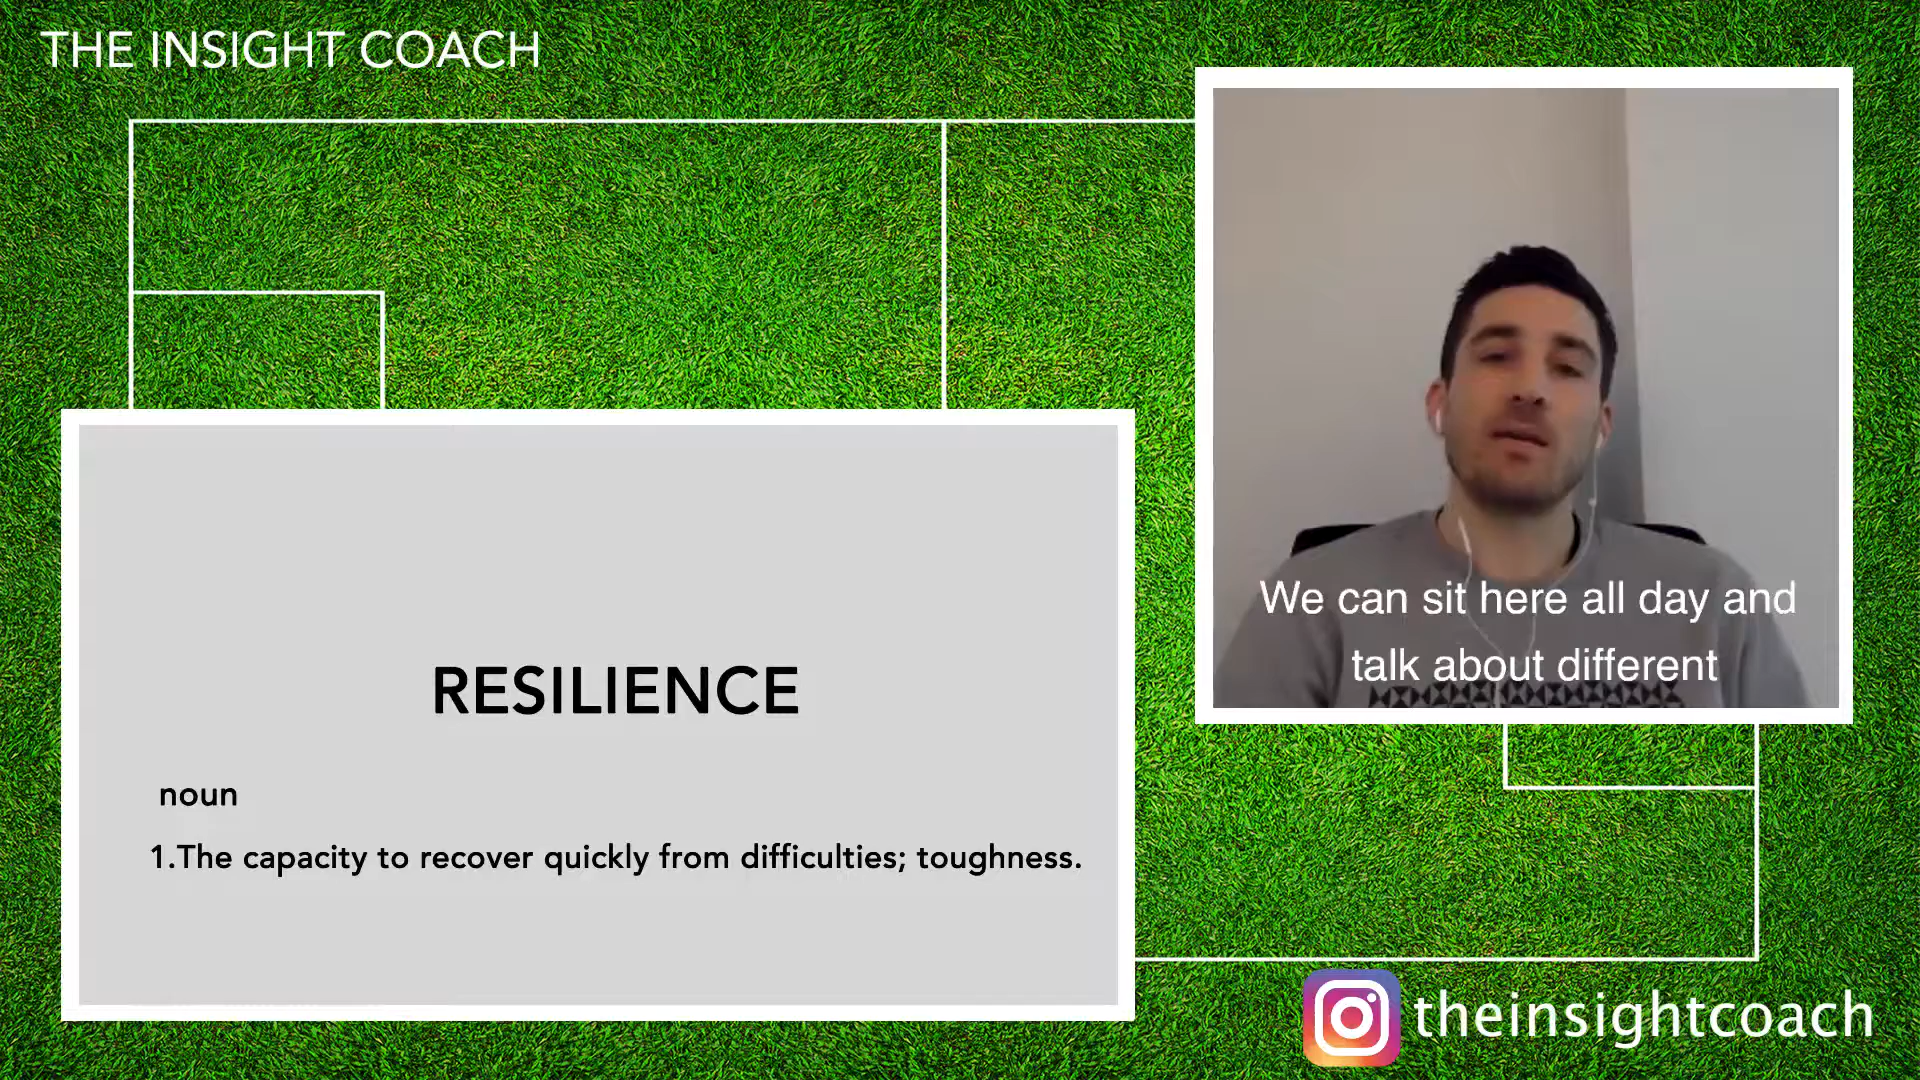 THE INSIGHT COACH
We can sit here all day and
talk about different
RESILIENCE
noun
1.The capacity to recover quickly from difficulties; toughness.
theinsightcoach